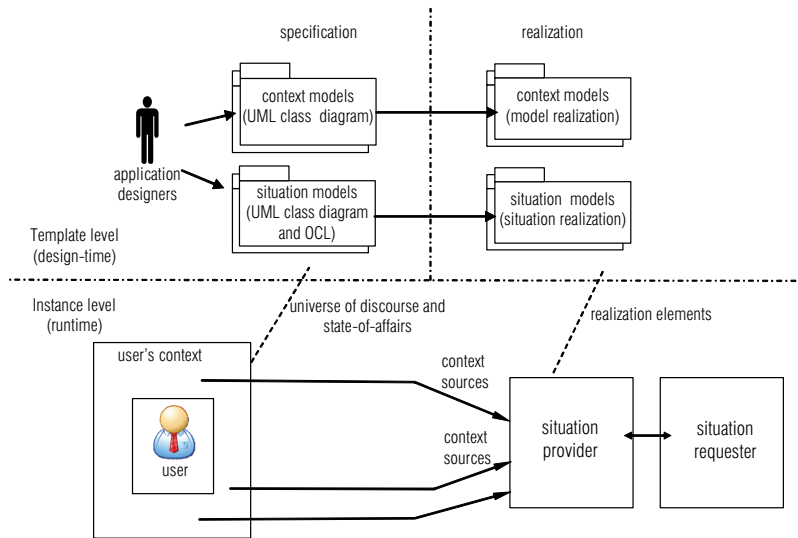 specification
realization
context models
(UML class diagram)
context models
(model realization)
application
designers
situation models
(UML class diagram
and OCL)
situation models
(situation realization)
Template level
(design-time)
Instance level
(runtime)
universe of discourse and
state-of-affairs
realization elements
user's context
context
sources
context
sources
user
situation
provider
situation
requester